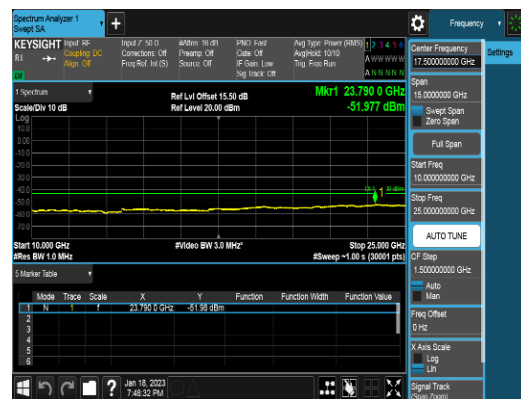 Spectrum Analyzer 1
Swept SA
Frequency
KEYSIGHT
R1
Input: RF
Coupling: DC
Align: Off
Input Z: 50 Ω
Corrections: Off
Freq Ref: Int (S)
#Atten: 16 dB
Preamp: Off
Source: Off
PNO: Fast
Gate: Off
IF Gain: Low
Sig Track: Off
Avg Type: Power (RMS)
Avg|Hold: 10/10
Trig: Free Run
1 2 3 4 5 6
A W W W W W
A N N N N N
1 Spectrum
Scale/Div 10 dB
Ref Lvl Offset 15.50 dB
Ref Level 20.00 dBm
Mkr1 23.790 0 GHz
-51.977 dBm
Log
10.0
0.00
-10.0
-20.0
-30.0
-40.0
-50.0
-60.0
-70.0
1
Start 10.000 GHz
#Res BW 1.0 MHz
#Video BW 3.0 MHz*
Stop 25.000 GHz
#Sweep ~1.00 s (30001 pts)
5 Marker Table
Mode Trace Scale X Y Function Function Width Function Value
1 N 1 f 23.790 0 GHz -51.98 dBm
2
3
4
5
6
Jan 18, 2023
7:48:32 PM
Center Frequency
17.500000000 GHz
Settings
Span
15.0000000 GHz
Swept Span
Zero Span
Full Span
Start Freq
10.000000000 GHz
Stop Freq
25.000000000 GHz
AUTO TUNE
CF Step
1.500000000 GHz
Auto
Man
Freq Offset
0 Hz
X Axis Scale
Log
Lin
Signal Track
(Span Zoom)